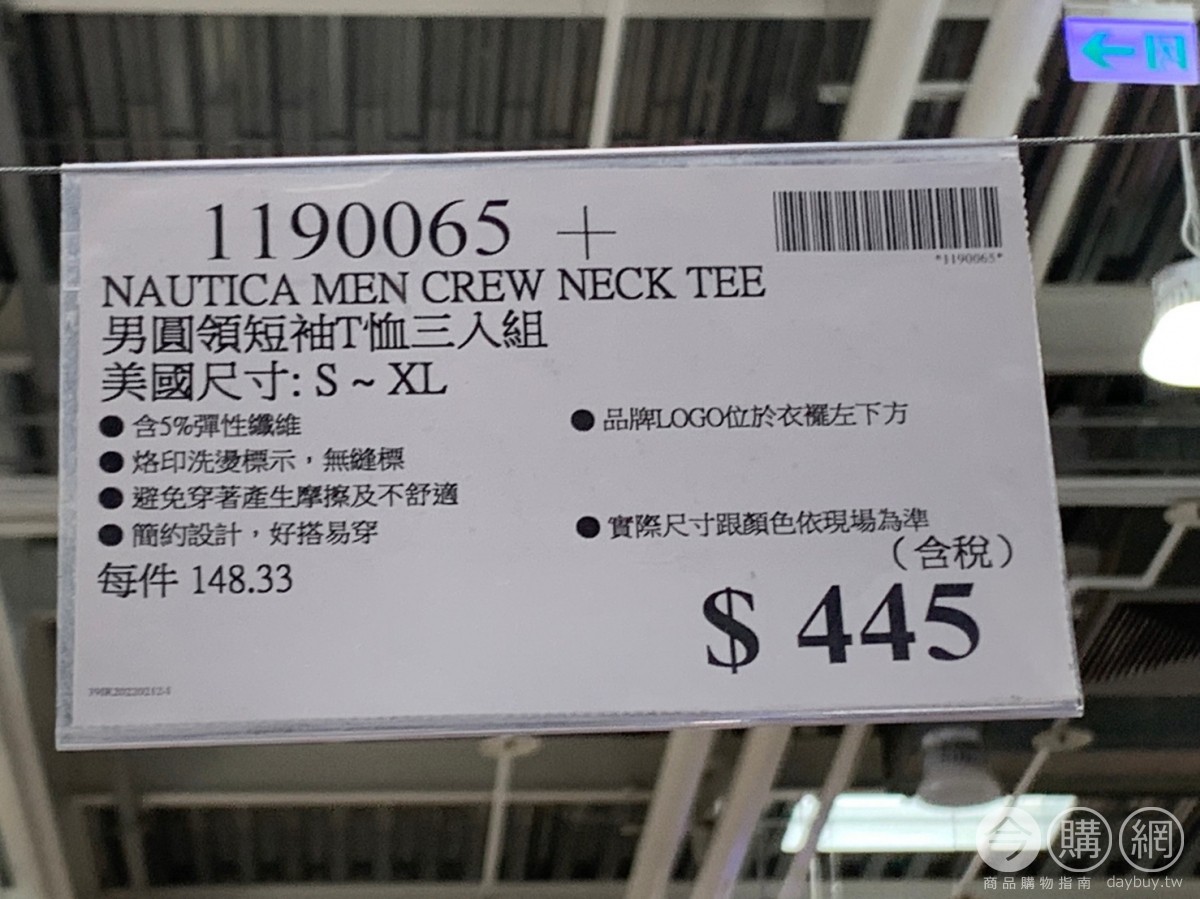 1190065 +
*1190065*
NAUTICA MEN CREW NECK TEE
男圓領短袖T恤三入組
美國尺寸: S ~ XL
● 含5%彈性纖維
● 品牌LOGO位於衣襬左下方
● 烙印洗燙標示，無縫標
● 避免穿著產生摩擦及不舒適
● 簡約設計，好搭易穿
● 實際尺寸跟顏色依現場為準
（含稅）
每件 148.33
$ 445
今購網
商品購物指南 daybuy.tw